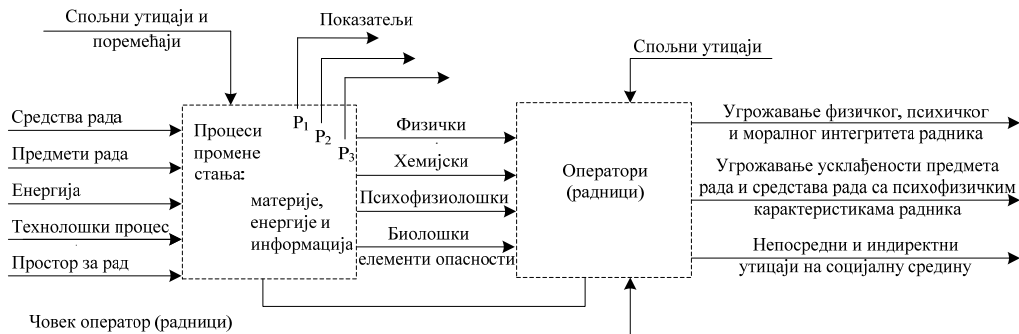 Спољни утицаји и
поремећаји
Показатељи
Спољни утицаји
Средства рада
Предмети рада
Енергија
Технолошки процес
Простор за рад
Процеси
промене
стања:
материје,
енергије и
информација
P1
P2
P3
Физички
Хемијски
Психофизиолошки
Биолошки
елементи опасности
Оператори
(радници)
Угрожавање физичког, психичког
и моралног интегритета радника
Угрожавање усклађености предмета
рада и средстава рада са психофизичким
карактеристикама радника
Непосредни и индиректни
утицаји на социјалну средину
Човек оператор (радници)